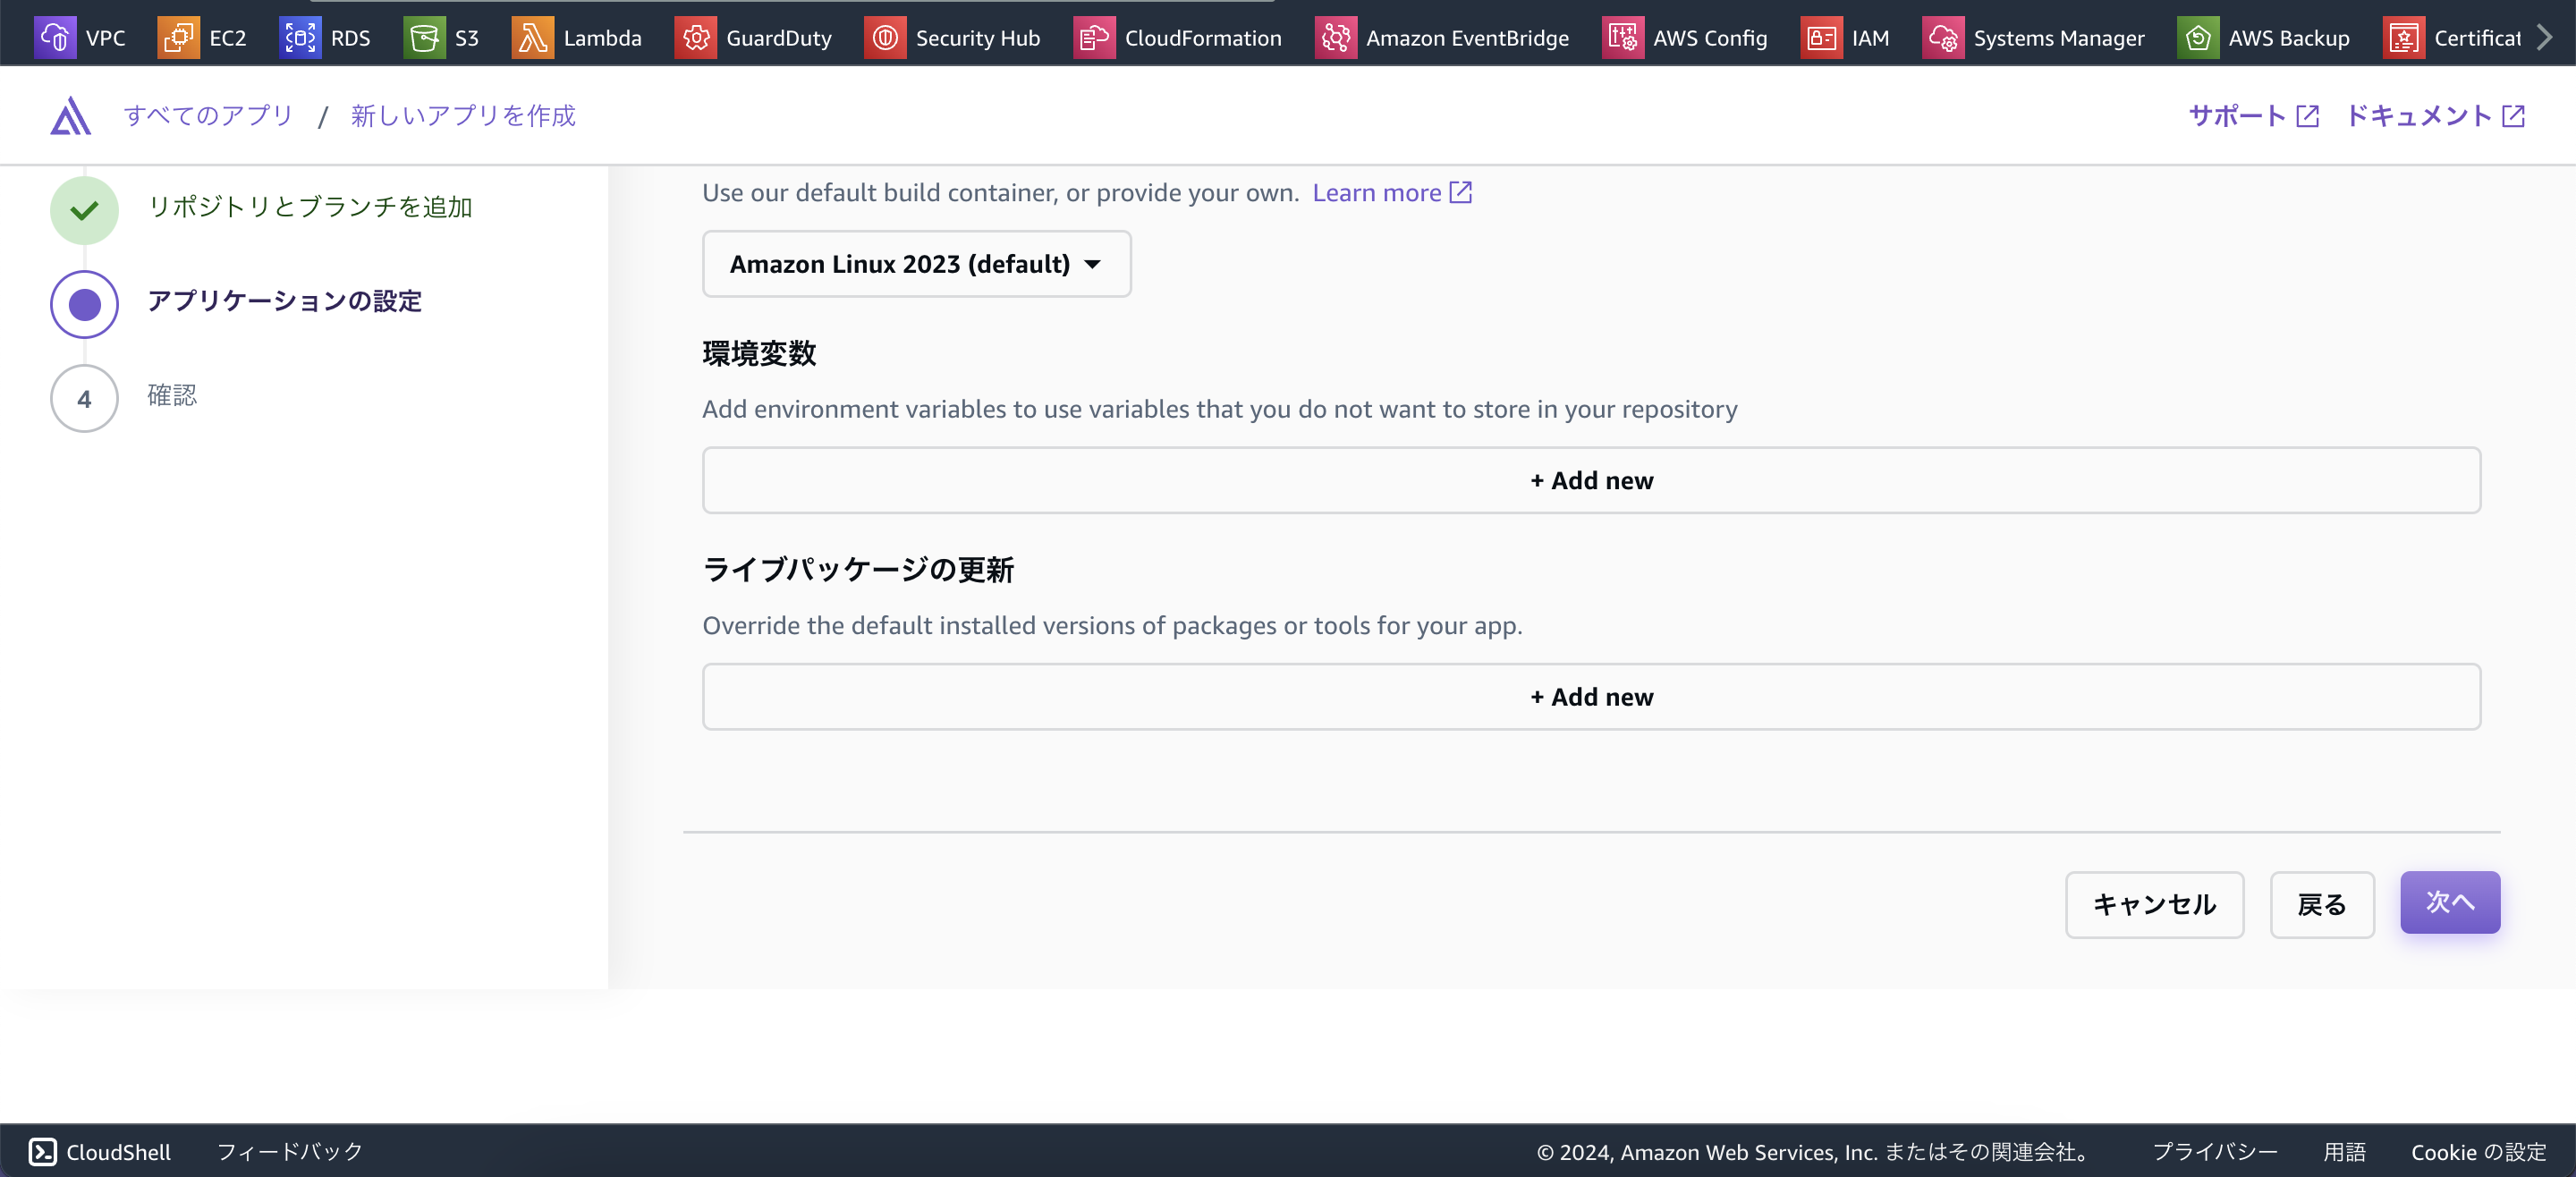 VPC EC2 RDS S3 Lambda GuardDuty Security Hub CloudFormation Amazon EventBridge AWS Config IAM Systems Manager AWS Backup Certificat
すべてのアプリ / 新しいアプリを作成 サポート ドキュメント
リポジトリとブランチを追加
アプリケーションの設定
4 確認
Use our default build container, or provide your own. Learn more
Amazon Linux 2023 (default)
環境変数
Add environment variables to use variables that you do not want to store in your repository
+ Add new
ライブパッケージの更新
Override the default installed versions of packages or tools for your app.
+ Add new
キャンセル 戻る 次へ
CloudShell フィードバック © 2024, Amazon Web Services, Inc. またはその関連会社。 プライバシー 用語 Cookie の設定